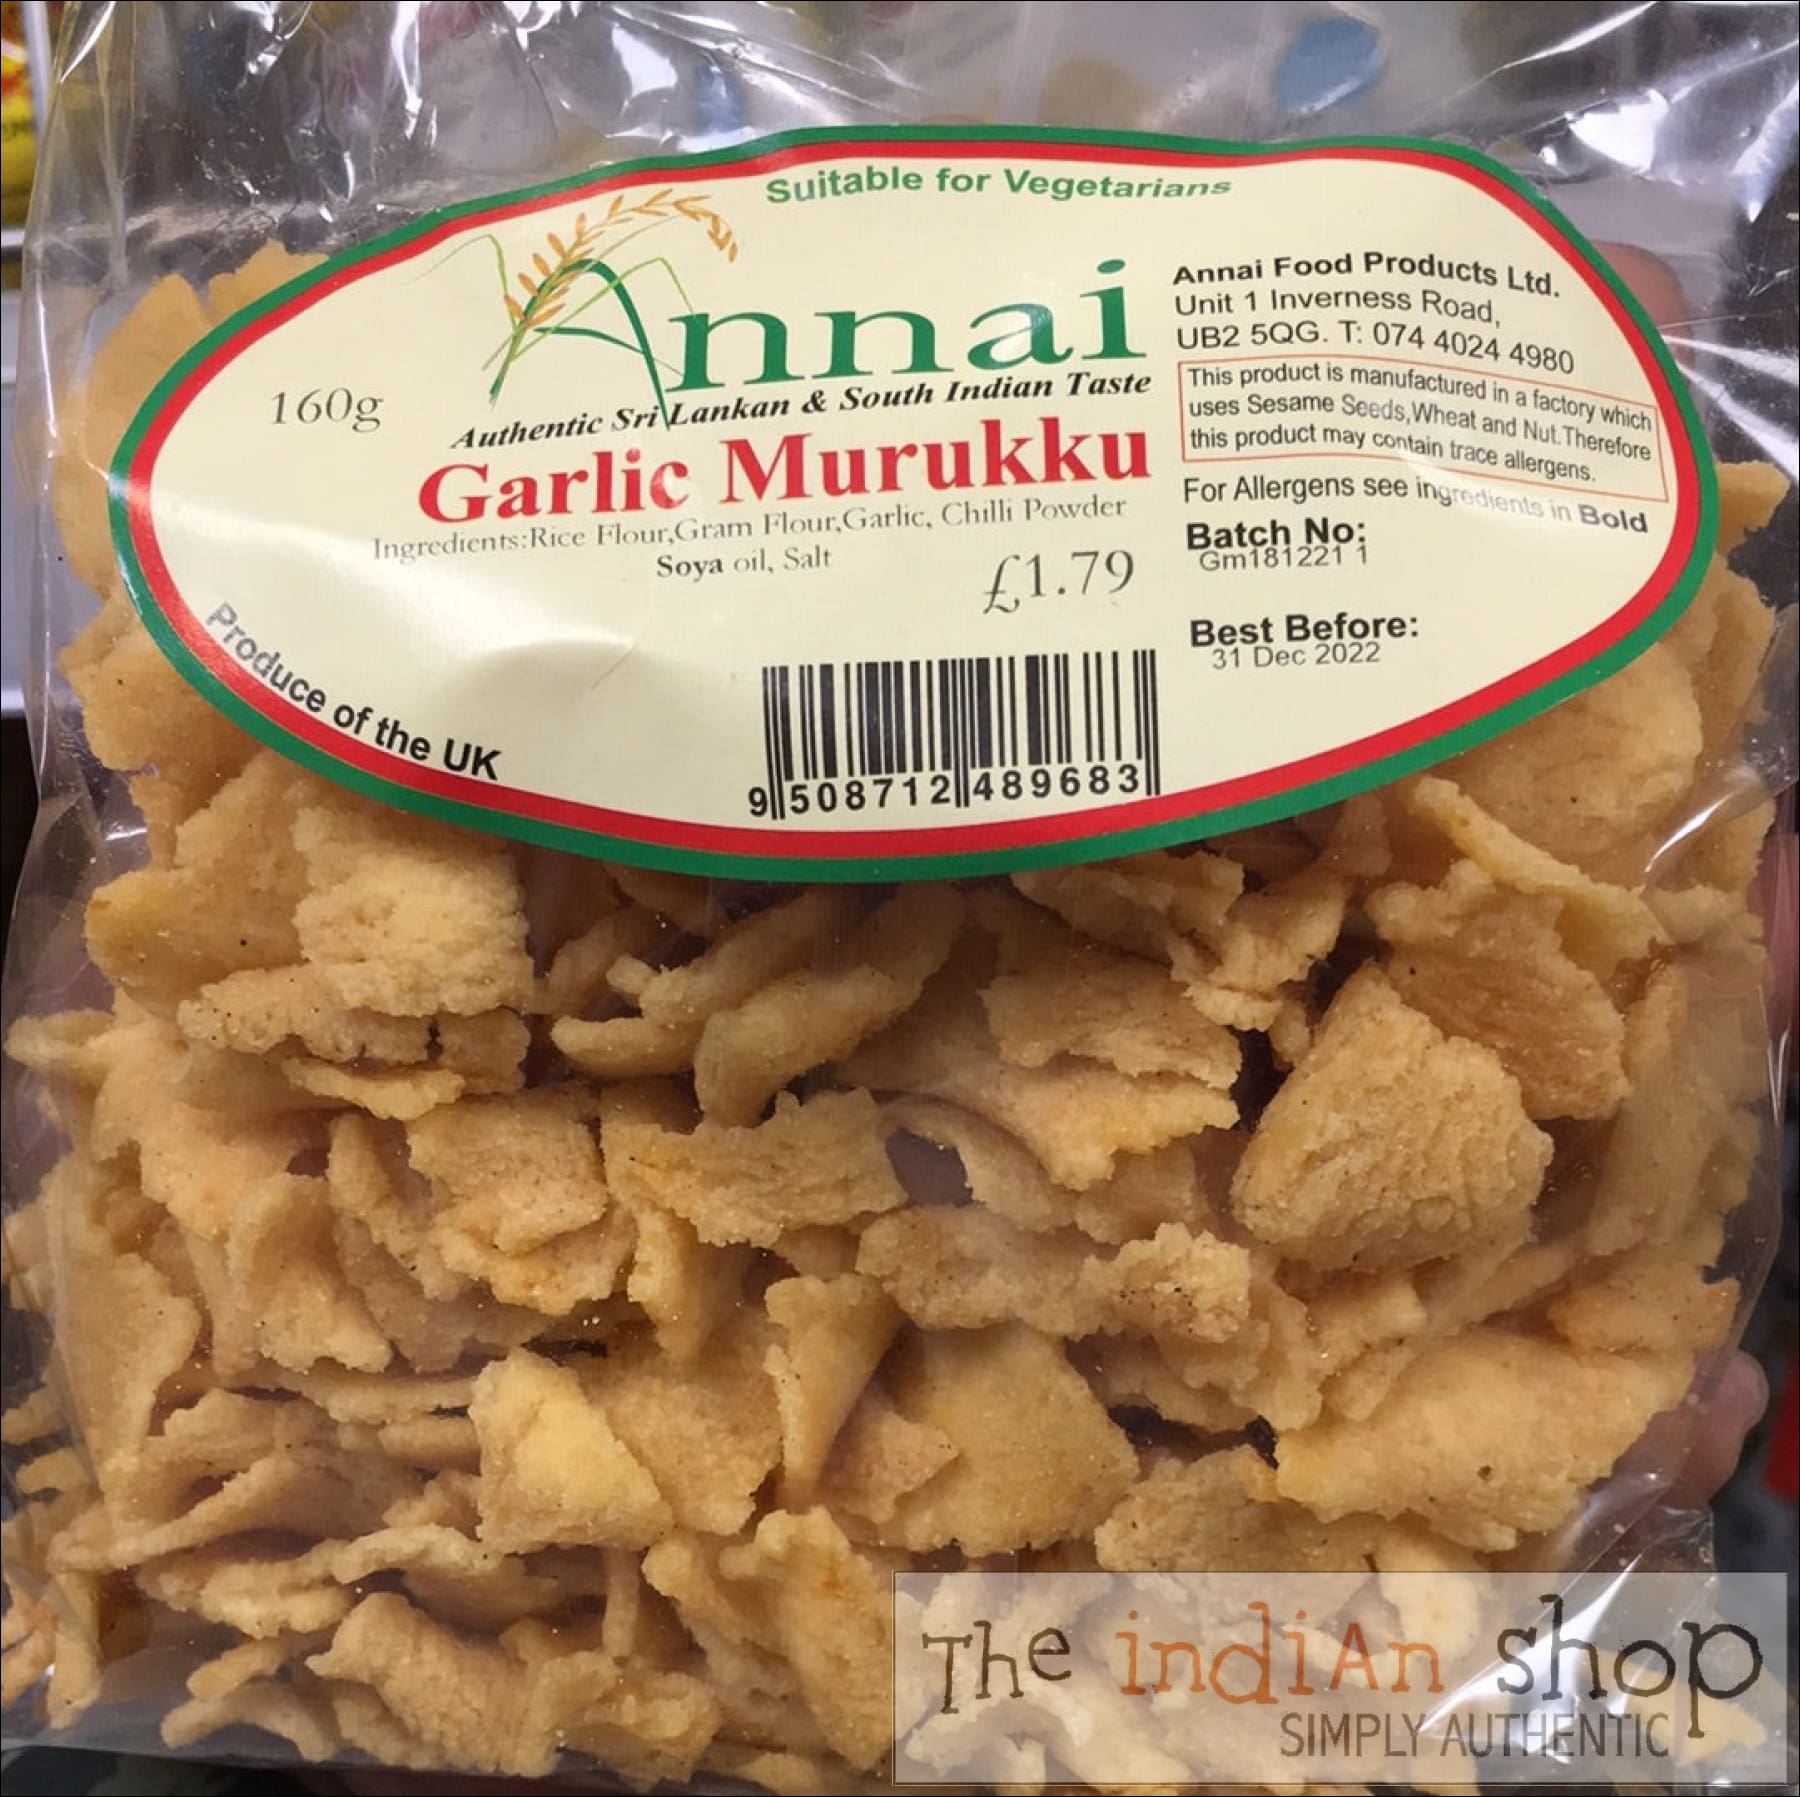 Suitable for Vegetarians
Annai
Authentic Sri Lankan & South Indian Taste
160g
Garlic Murukku
Ingredients:Rice Flour,Gram Flour,Garlic, Chilli Powder
Soya oil, Salt
£1.79
Produce of the UK
9 508712 489683
Annai Food Products Ltd.
Unit 1 Inverness Road,
UB2 5QG. T: 074 4024 4980
This product is manufactured in a factory which
uses Sesame Seeds,Wheat and Nut.Therefore
this product may contain trace allergens.
For Allergens see ingredients in Bold
Batch No:
Gm181221 1
Best Before:
31 Dec 2022
The indiAn shop
SIMPLY AUTHENTIC